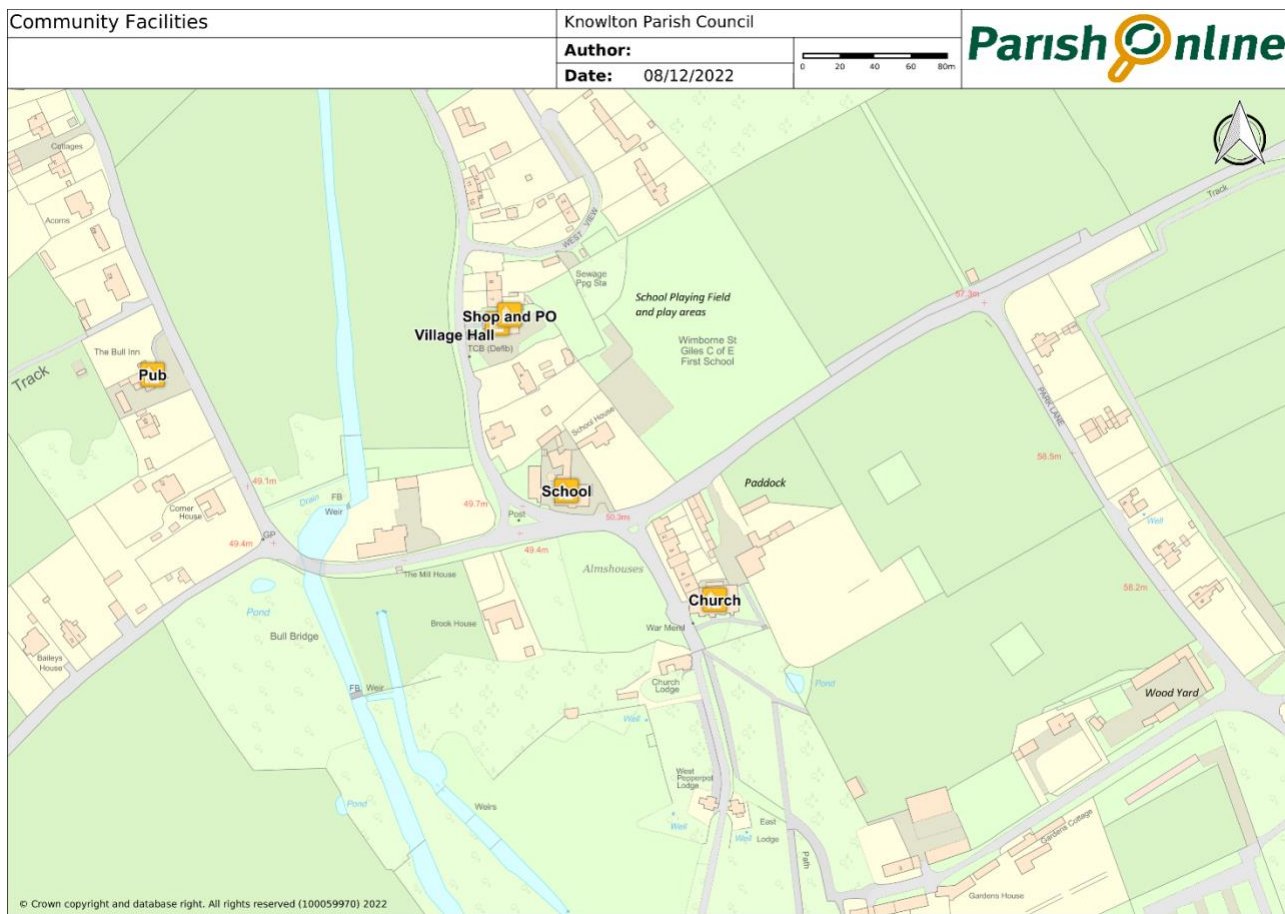 Community Facilities
Knowlton Parish Council
Author:
Date: 08/12/2022
0 20 40 60 80m
Parish Online
Cottages
Acorns
WEST VIEW
Track
Sewage
Ppg Sta
School Playing Field
and play areas
57.3m
Shop and PO
Village Hall
TCB (Defib)
Wimborne St
Giles C of E
First School
The Bull Inn
Pub
Track
PARK LANE
School House
58.5m
49.1m
Drain
FB
Weir
49.7m
School
Paddock
Corner
House
Post
50.3m
Well
GP
49.4m
49.4m
The Mill House
Almshouses
58.2m
Pond
Church
Bull Bridge
Brook House
War Meml
Baileys
House
Church
Lodge
Pond
FB
Weir
Wood Yard
Well
West
Pepperpot
Lodge
Pond
Weirs
Well
Well
East
Lodge
Path
Gardens Cottage
Gardens House
© Crown copyright and database right. All rights reserved (100059970) 2022